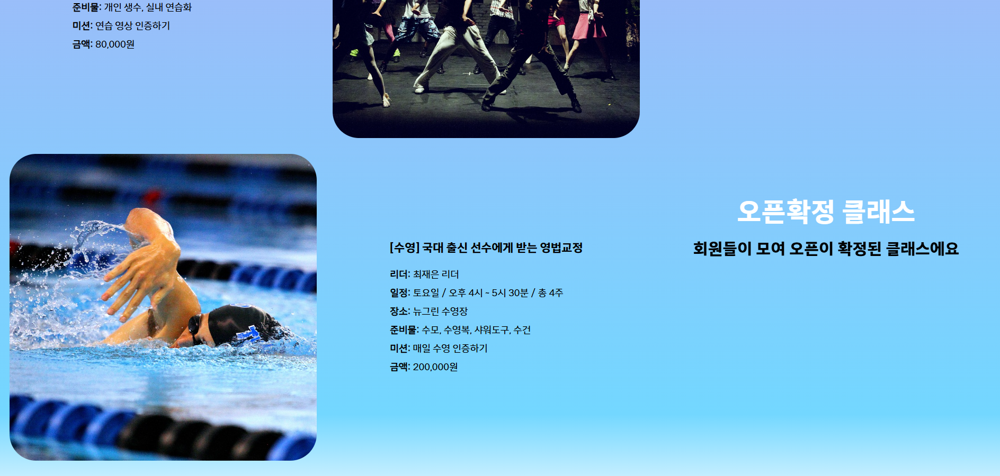 준비물: 개인 생수, 실내 연습화
미션: 연습 영상 인증하기
금액: 80,000원
오픈확정 클래스
회원들이 모여 오픈이 확정된 클래스에요
[수영] 국대 출신 선수에게 받는 영법교정
리더: 최재은 리더
일정: 토요일 / 오후 4시 ~ 5시 30분 / 총 4주
장소: 뉴그린 수영장
준비물: 수모, 수영복, 샤워도구, 수건
미션: 매일 수영 인증하기
금액: 200,000원